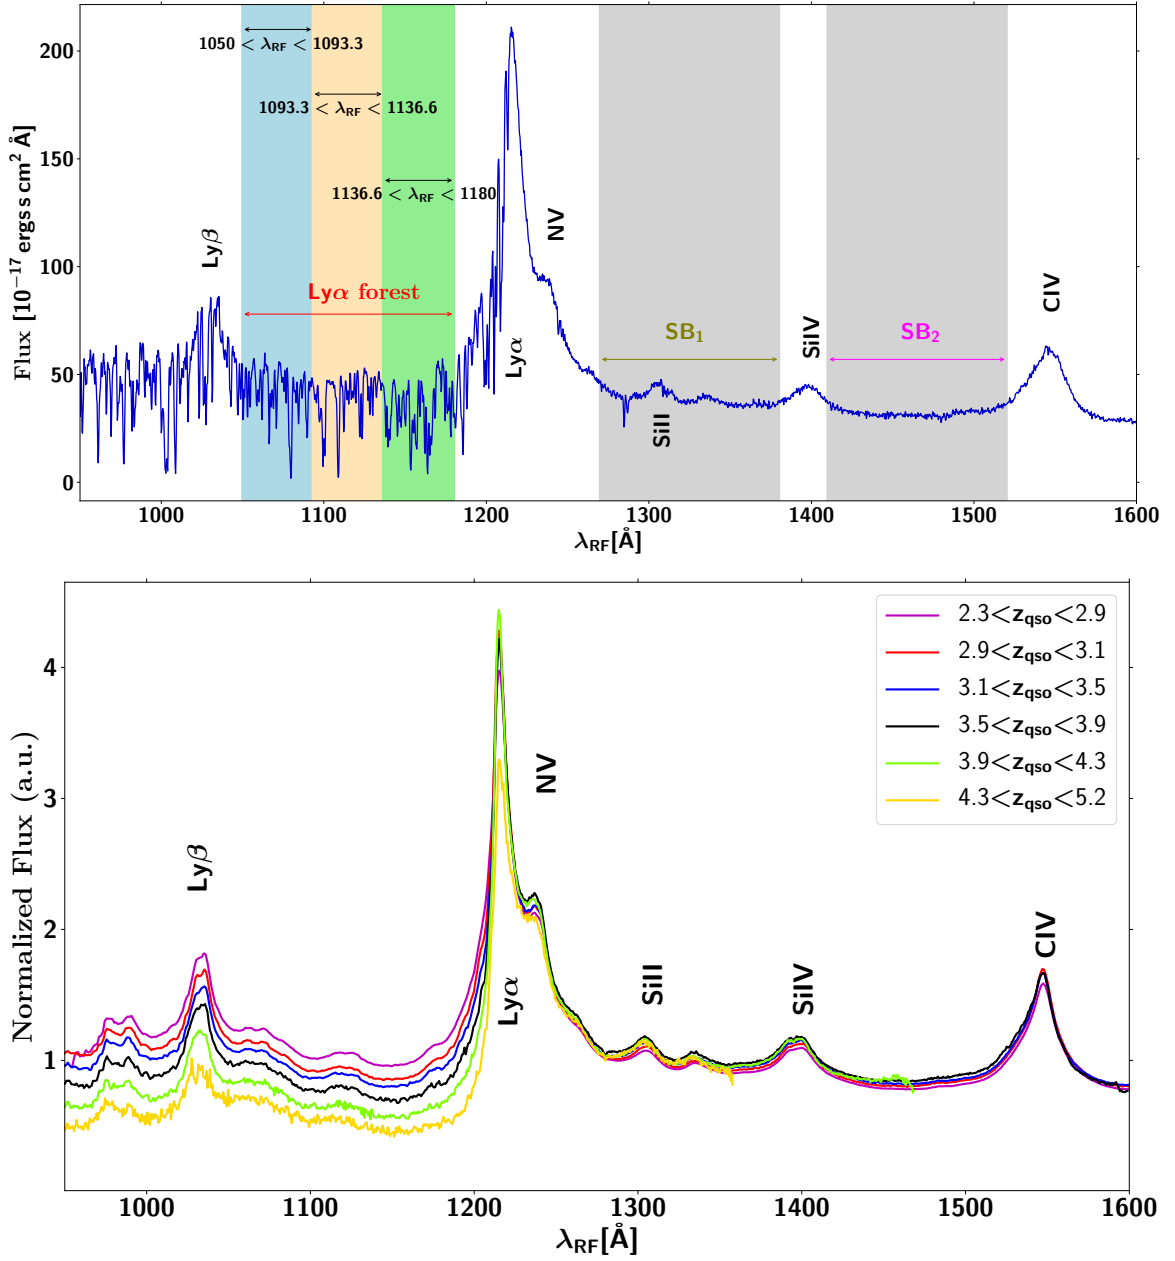 1050 < λRF < 1093.3
1093.3 < λRF < 1136.6
1136.6 < λRF < 1180
Lyβ
Lyα forest
Lyα
NV
SB1
SiII
SiIV
SB2
CIV
Flux [10−17 ergs s cm2 Å]
200
150
100
50
0
1000 1100 1200 1300 1400 1500 1600
λRF[Å]
2.3<zqso<2.9
2.9<zqso<3.1
3.1<zqso<3.5
3.5<zqso<3.9
3.9<zqso<4.3
4.3<zqso<5.2
Lyβ
Lyα
NV
SiII
SiIV
CIV
Normalized Flux (a.u.)
4
3
2
1
1000 1100 1200 1300 1400 1500 1600
λRF[Å]